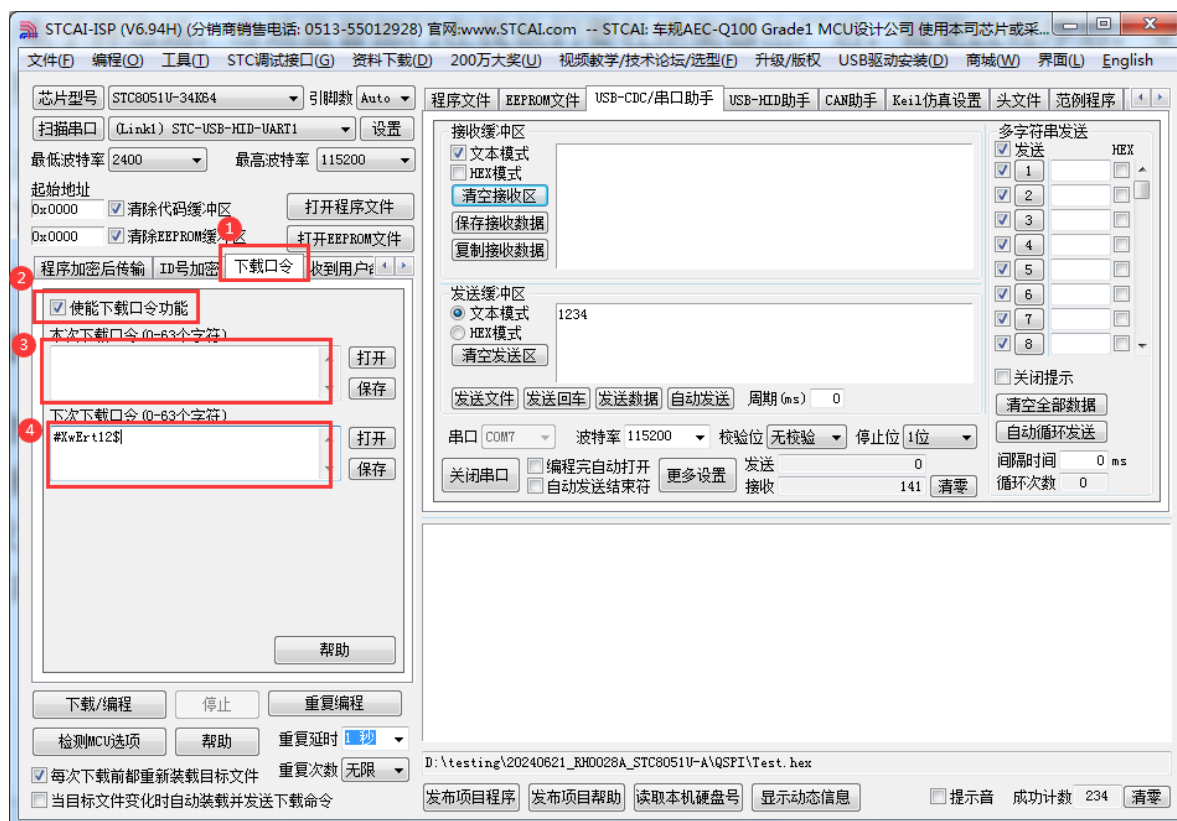 STCAI-ISP (V6.94H) (分销商销售电话: 0513-55012928) 官网:www.STCAI.com -- STCAI: 车规AEC-Q100 Grade1 MCU设计公司 使用本司芯片或采...
文件(F) 编程(O) 工具(T) STC调试接口(G) 资料下载(D) 200万大奖(U) 视频教学/技术论坛/选型(F) 升级/版权 USB驱动安装(D) 商城(W) 界面(L) English
芯片型号 STC8051U-34K64 引脚数 Auto
扫描串口 (Link1) STC-USB-HID-UART1 设置
最低波特率 2400 最高波特率 115200
起始地址
0x0000 清除代码缓冲区 打开程序文件
0x0000 清除EEPROM缓冲区 打开EEPROM文件
1
程序加密后传输 ID号加密 下载口令 收到用户
2
使能下载口令功能
本次下载口令(0-63个字符)
3
打开
保存
下次下载口令(0-63个字符)
4
#XwErt12$
打开
保存
帮助
下载/编程 停止 重复编程
检测MCU选项 帮助 重复延时 1 秒
每次下载前都重新装载目标文件 重复次数 无限
当目标文件变化时自动装载并发送下载命令
程序文件 EEPROM文件 USB-CDC/串口助手 USB-HID助手 CAN助手 Keil仿真设置 头文件 范例程序
接收缓冲区
文本模式
HEX模式
清空接收区
保存接收数据
复制接收数据
发送缓冲区
文本模式 1234
HEX模式
清空发送区
发送文件 发送回车 发送数据 自动发送 周期(ms) 0
串口 COM7 波特率 115200 校验位 无校验 停止位 1位
关闭串口 编程完自动打开 更多设置 发送 0
自动发送结束符 接收 141 清零
多字符串发送
发送 HEX
1
2
3
4
5
6
7
8
关闭提示
清空全部数据
自动循环发送
间隔时间 0 ms
循环次数 0
D:\testing\20240621_RH0028A_STC8051U-A\QSPI\Test.hex
发布项目程序 发布项目帮助 读取本机硬盘号 显示动态信息 提示音 成功计数 234 清零